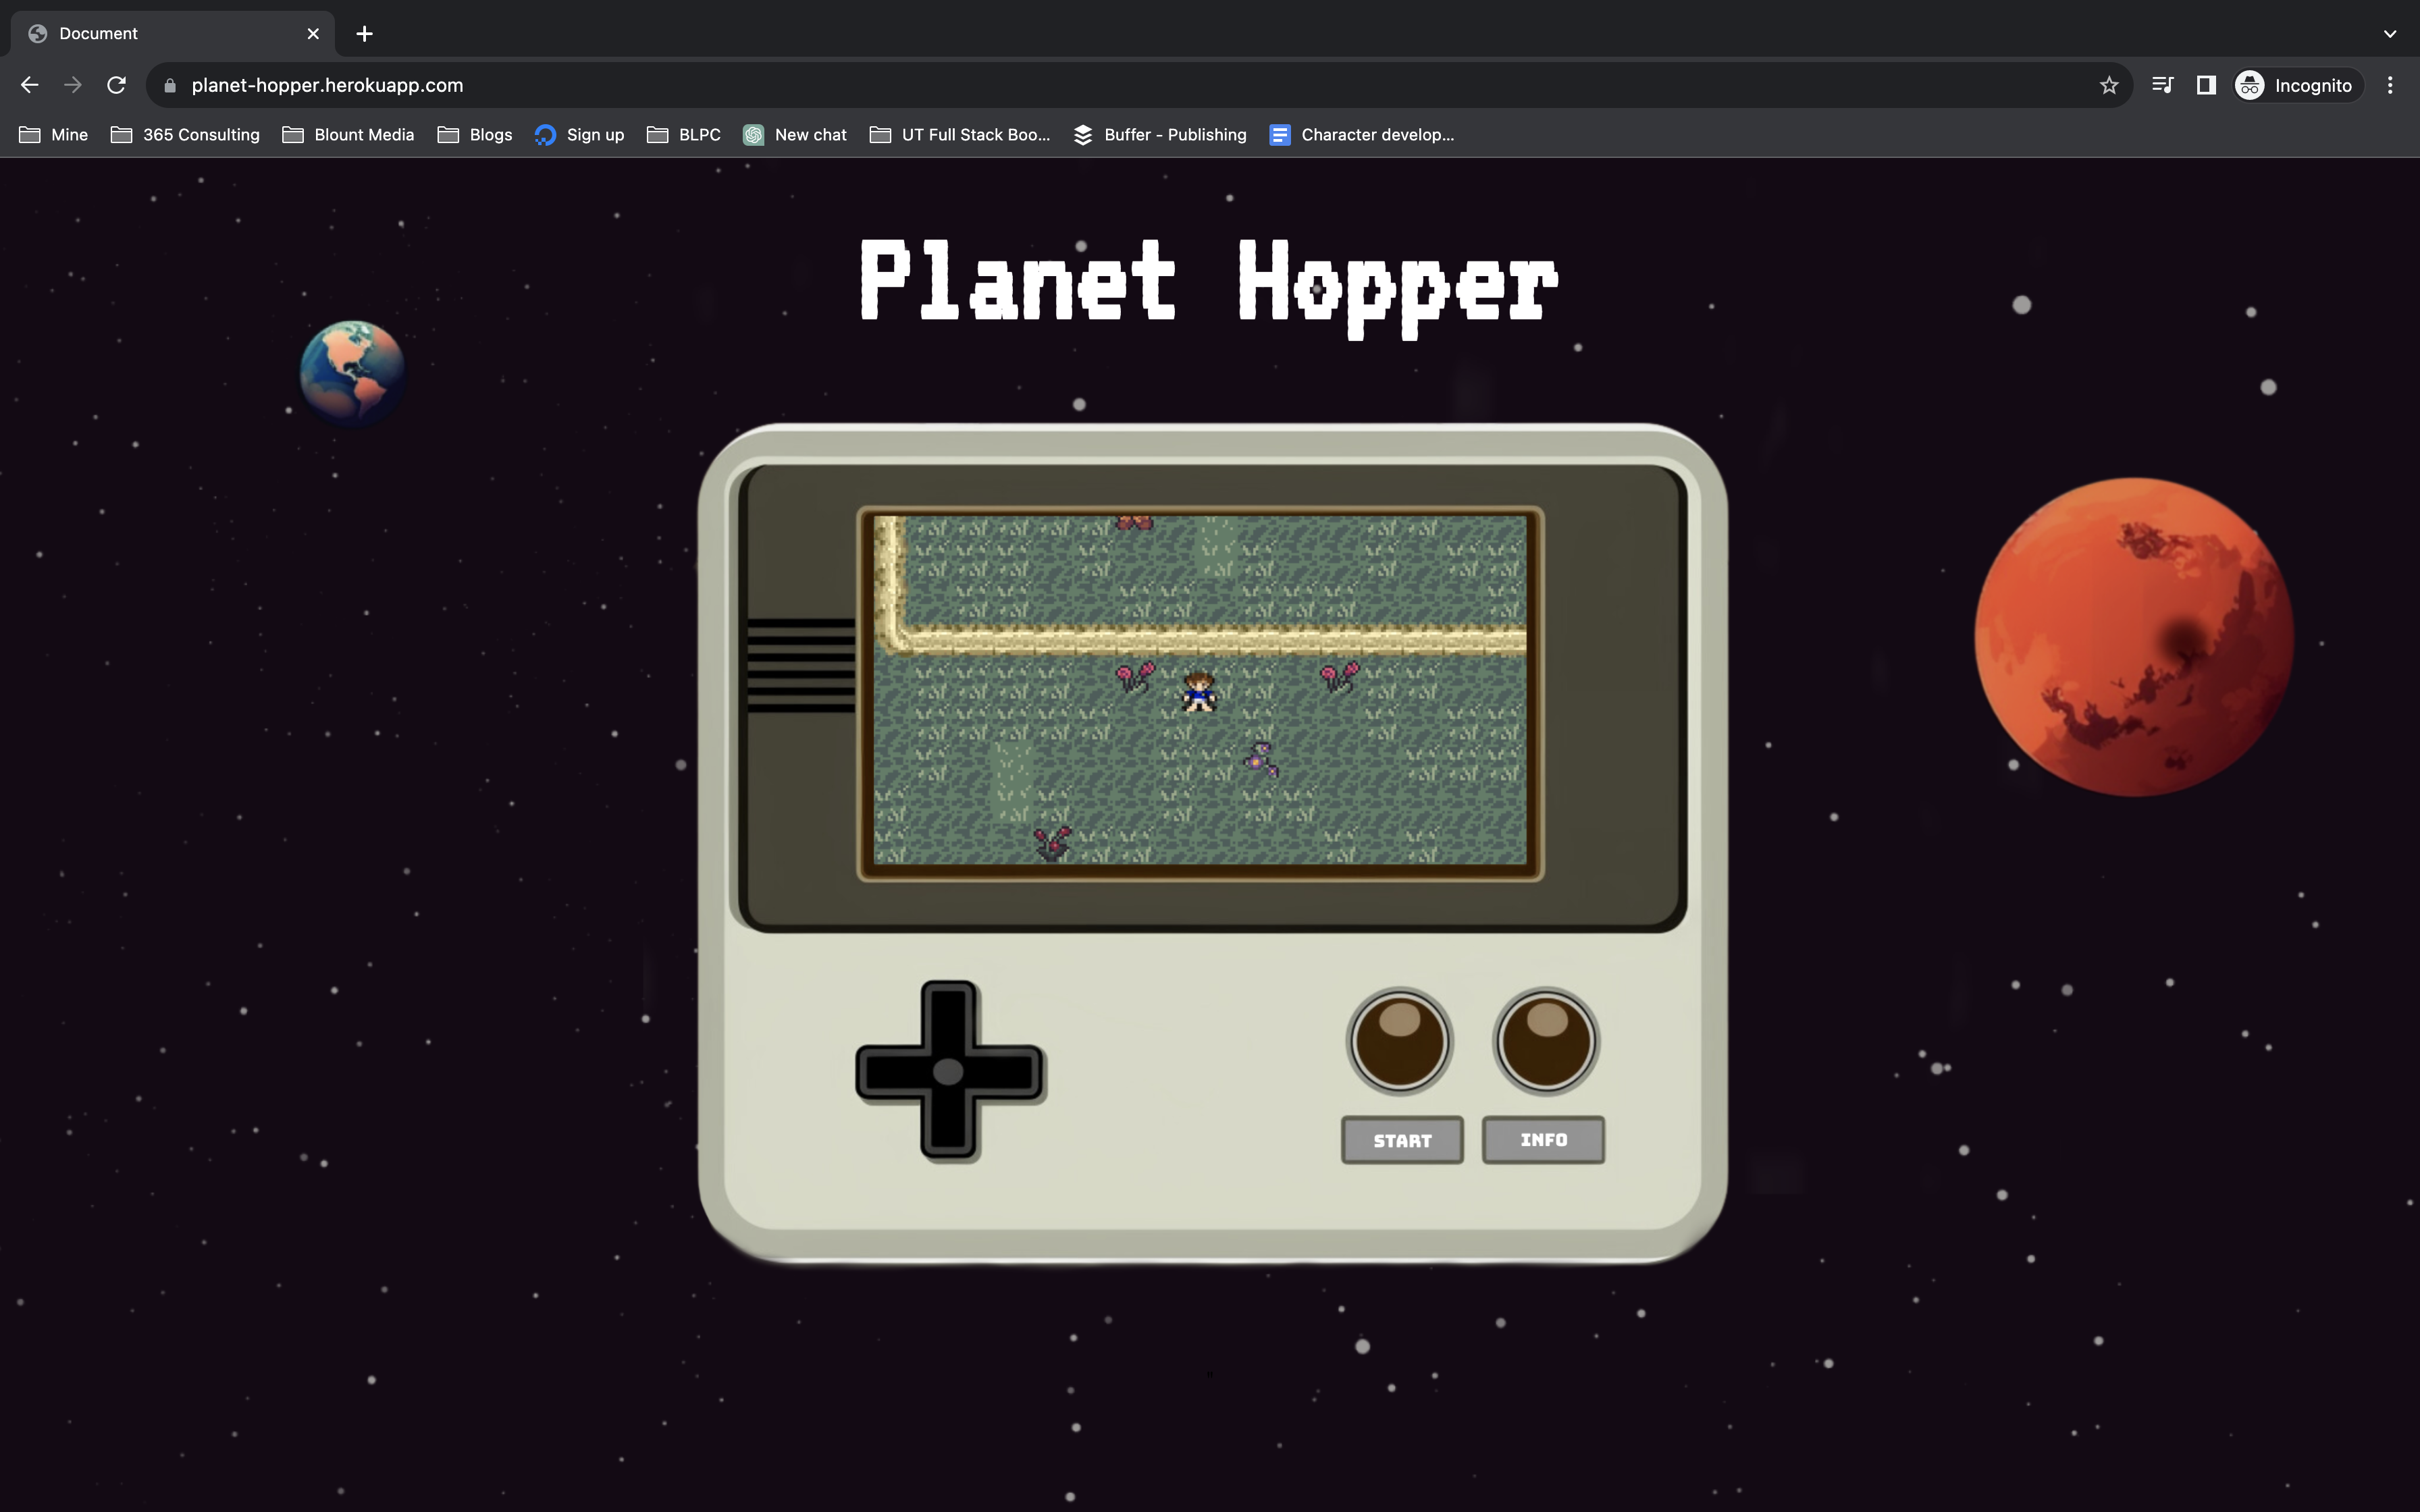 Document
planet-hopper.herokuapp.com
Incognito
Mine
365 Consulting
Blount Media
Blogs
Sign up
BLPC
New chat
UT Full Stack Boo...
Buffer - Publishing
Character develop...
Planet Hopper
START
INFO